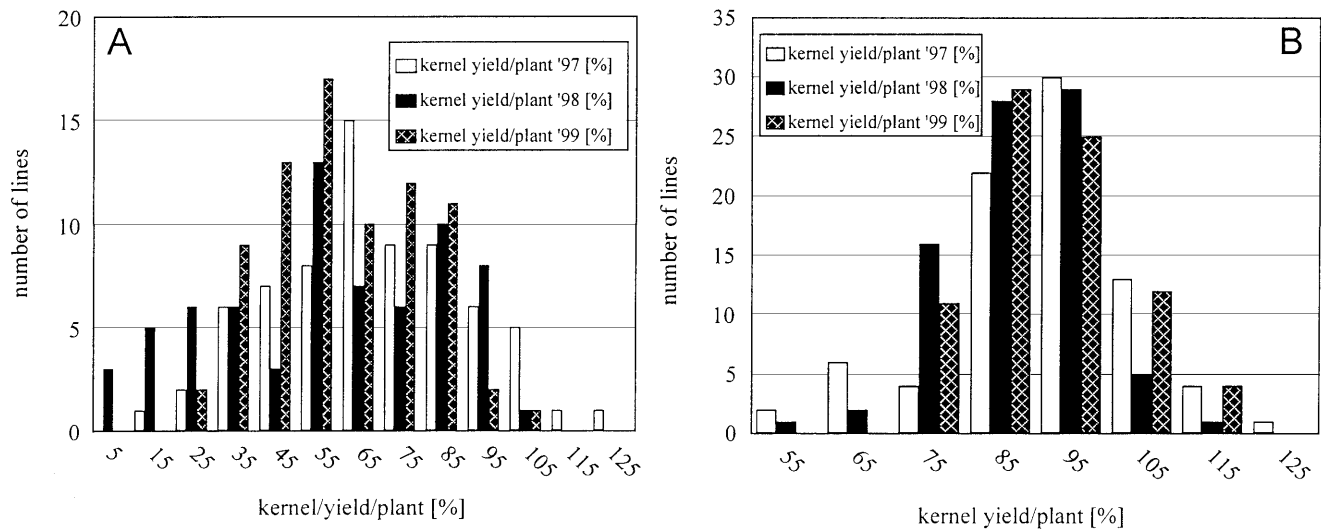 A
20
15
10
5
0
number of lines
kernel yield/plant '97 [%]
kernel yield/plant '98 [%]
kernel yield/plant '99 [%]
5 15 25 35 45 55 65 75 85 95 105 115 125
kernel/yield/plant [%]
B
35
30
25
20
15
10
5
0
number of lines
kernel yield/plant '97 [%]
kernel yield/plant '98 [%]
kernel yield/plant '99 [%]
55 65 75 85 95 105 115 125
kernel yield/plant [%]